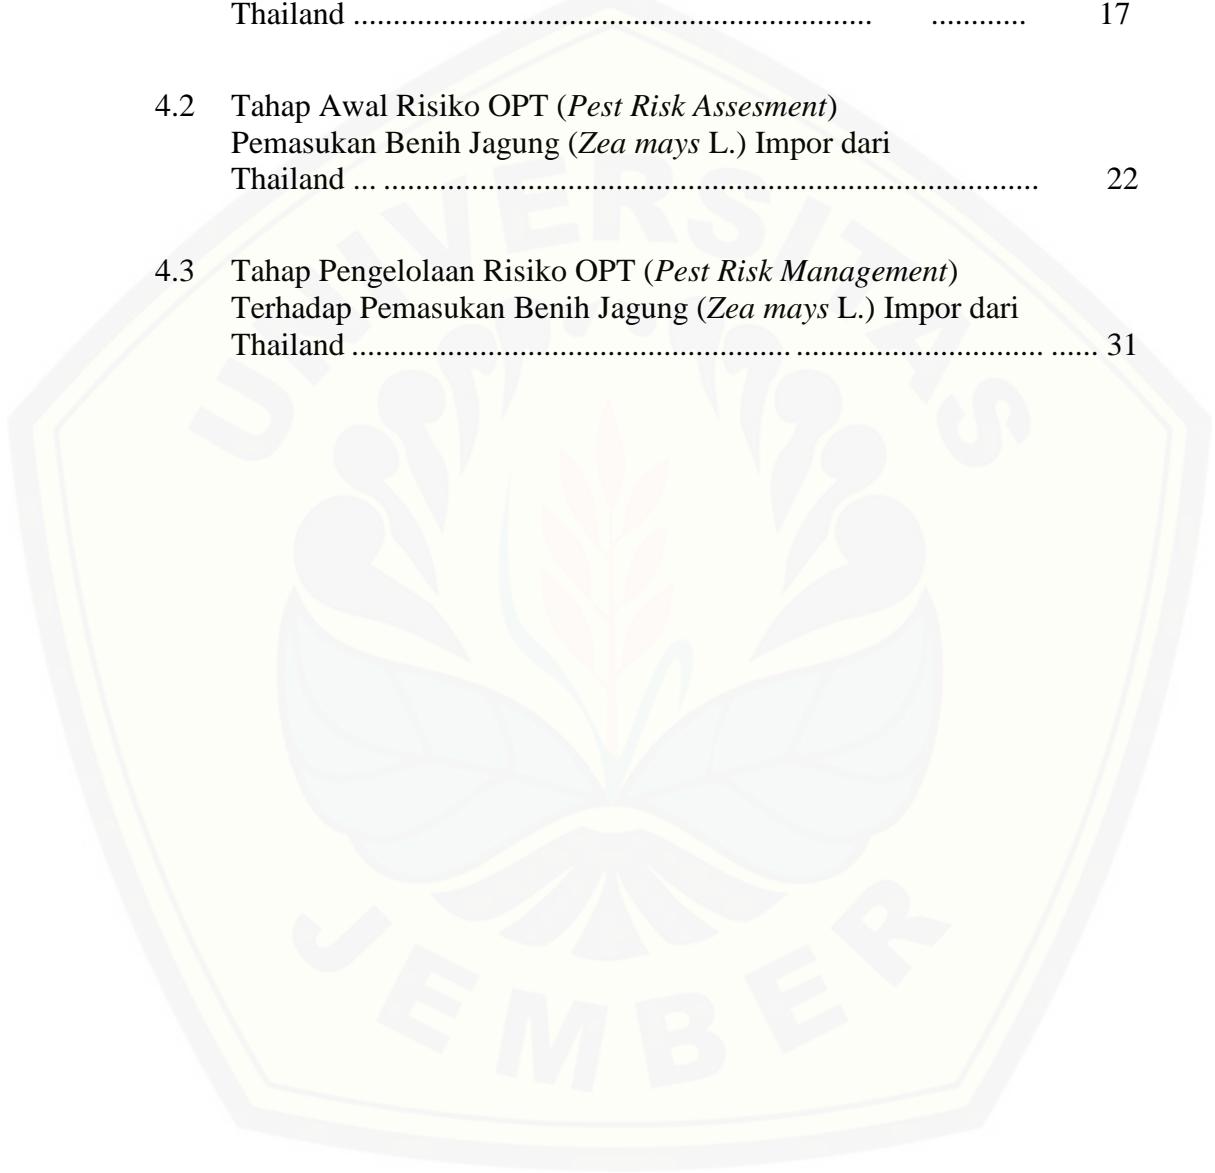 Thailand ................................................................. ............ 17
4.2 Tahap Awal Risiko OPT (Pest Risk Assesment)
Pemasukan Benih Jagung (Zea mays L.) Impor dari
Thailand ... .................................................................................. 22
4.3 Tahap Pengelolaan Risiko OPT (Pest Risk Management)
Terhadap Pemasukan Benih Jagung (Zea mays L.) Impor dari
Thailand ....................................................... ............................... ...... 31
UNIVERSITAS
JEMBER